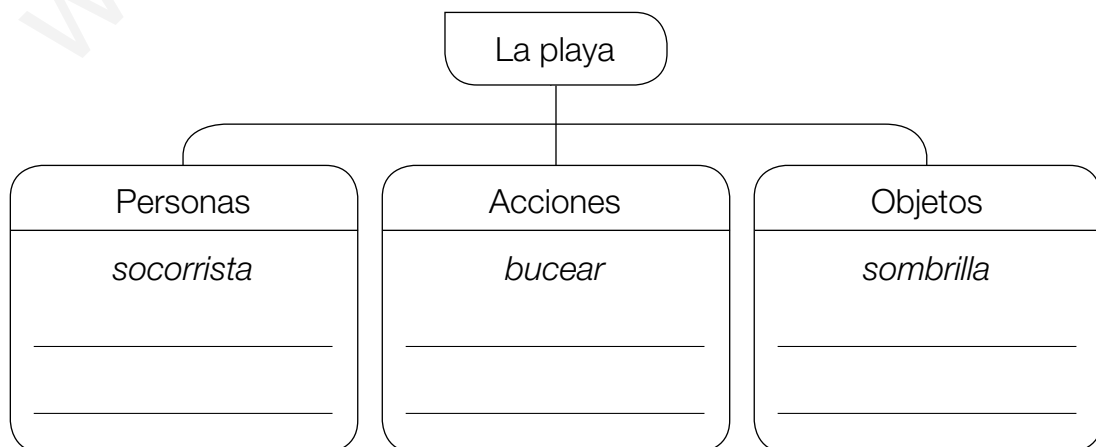 La playa
Personas
Acciones
Objetos
socorrista
bucear
sombrilla